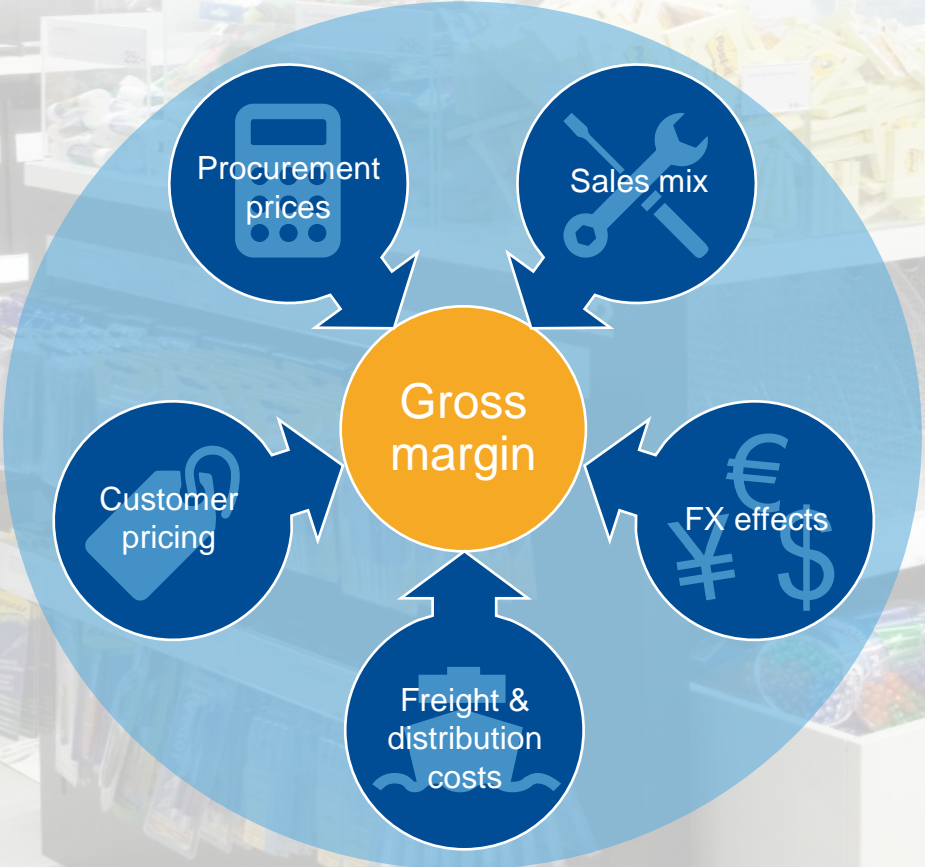 Procurement
prices
Sales mix
Gross
margin
Customer
pricing
FX effects
€
¥ $
Freight &
distribution
costs